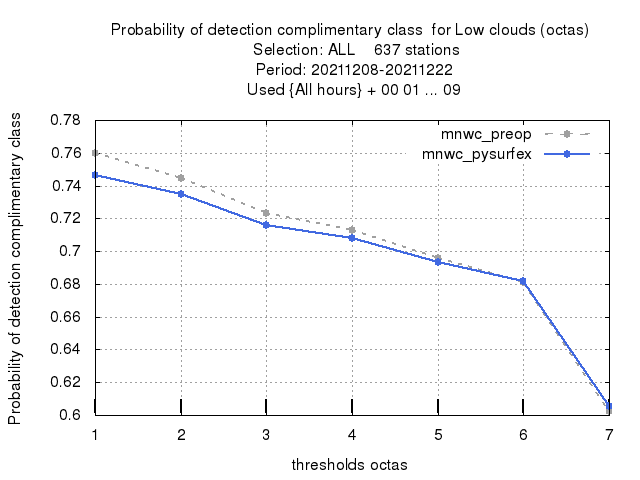 Probability of detection complimentary class  for Low clouds (octas)
Selection: ALL    637 stations
Period: 20211208-20211222
Used {All hours} + 00 01 ... 09
mnwc_preop
mnwc_pysurfex
Probability of detection complimentary class
0.78
0.76
0.74
0.72
0.7
0.68
0.66
0.64
0.62
0.6
1 2 3 4 5 6 7
thresholds octas